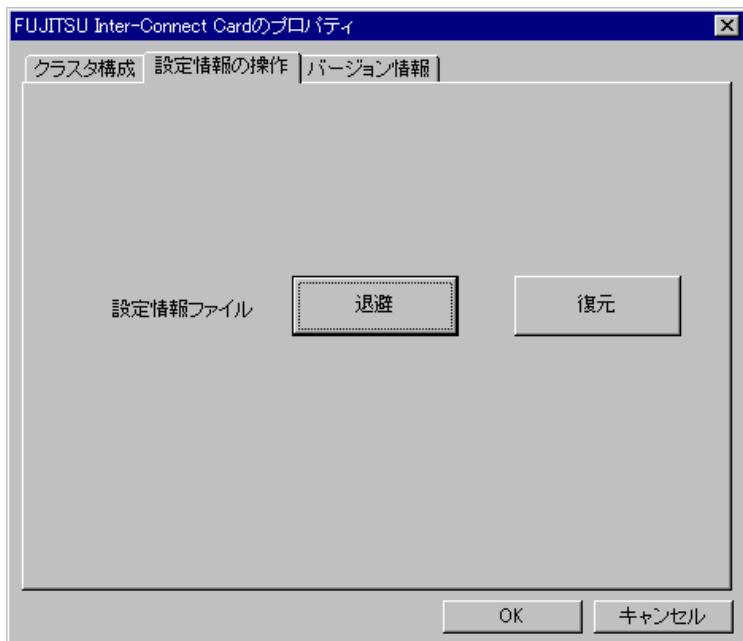 FUJITSU Inter-Connect Cardのプロパティ
クラスタ構成 設定情報の操作 バージョン情報
設定情報ファイル 退避 復元
OK キャンセル